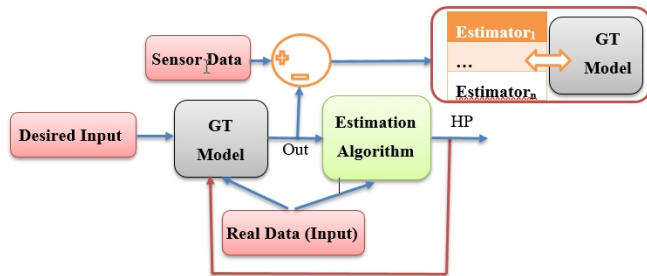 Estimator1
...
Estimatorn
GT
Model
Sensor Data
+
−
Desired Input
GT
Model
Out
Estimation
Algorithm
HP
Real Data (Input)